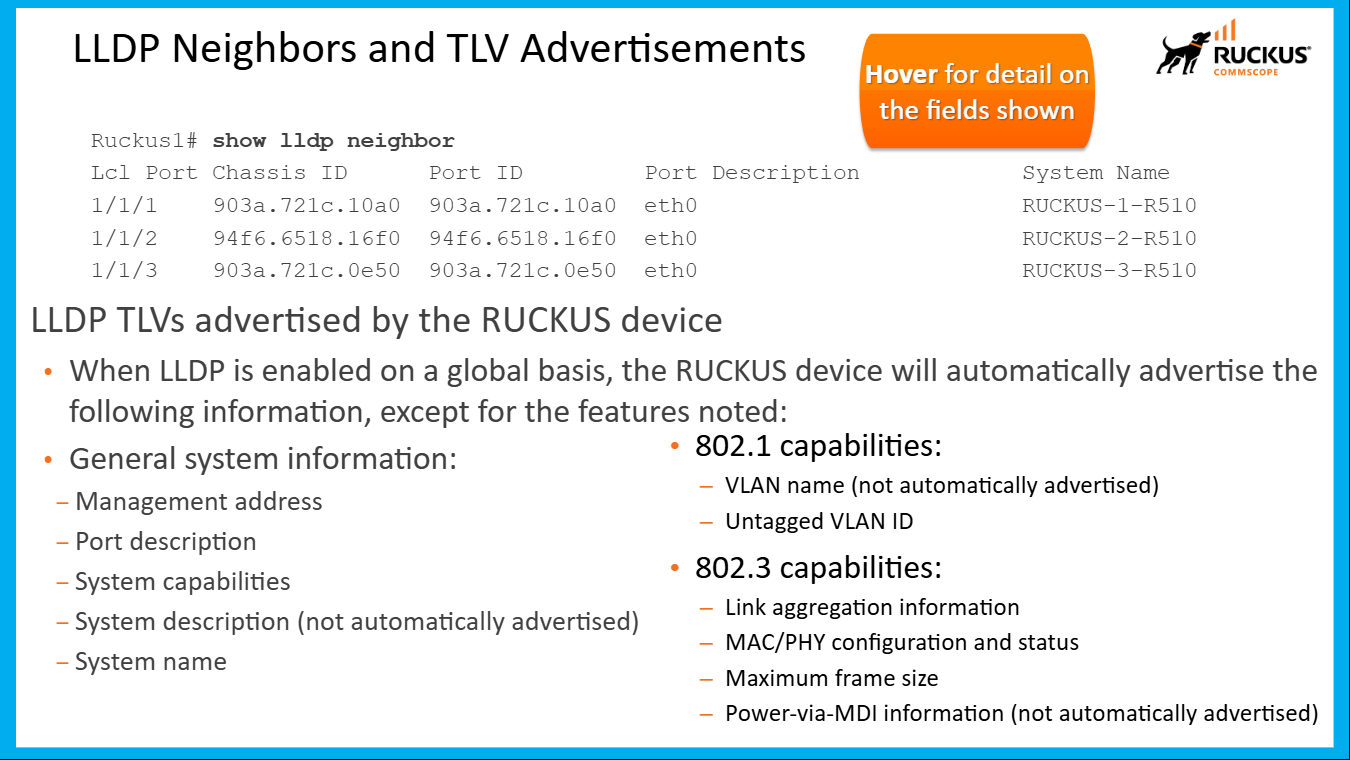 LLDP Neighbors and TLV Advertisements
Hover for detail on
the fields shown
RUCKUS®
COMMSCOPE
Ruckus1# show lldp neighbor
Lcl Port Chassis ID Port ID Port Description System Name
1/1/1 903a.721c.10a0 903a.721c.10a0 eth0 RUCKUS-1-R510
1/1/2 94f6.6518.16f0 94f6.6518.16f0 eth0 RUCKUS-2-R510
1/1/3 903a.721c.0e50 903a.721c.0e50 eth0 RUCKUS-3-R510
LLDP TLVs advertised by the RUCKUS device
• When LLDP is enabled on a global basis, the RUCKUS device will automatically advertise the
following information, except for the features noted:
• General system information:
– Management address
– Port description
– System capabilities
– System description (not automatically advertised)
– System name
• 802.1 capabilities:
– VLAN name (not automatically advertised)
– Untagged VLAN ID
• 802.3 capabilities:
– Link aggregation information
– MAC/PHY configuration and status
– Maximum frame size
– Power-via-MDI information (not automatically advertised)